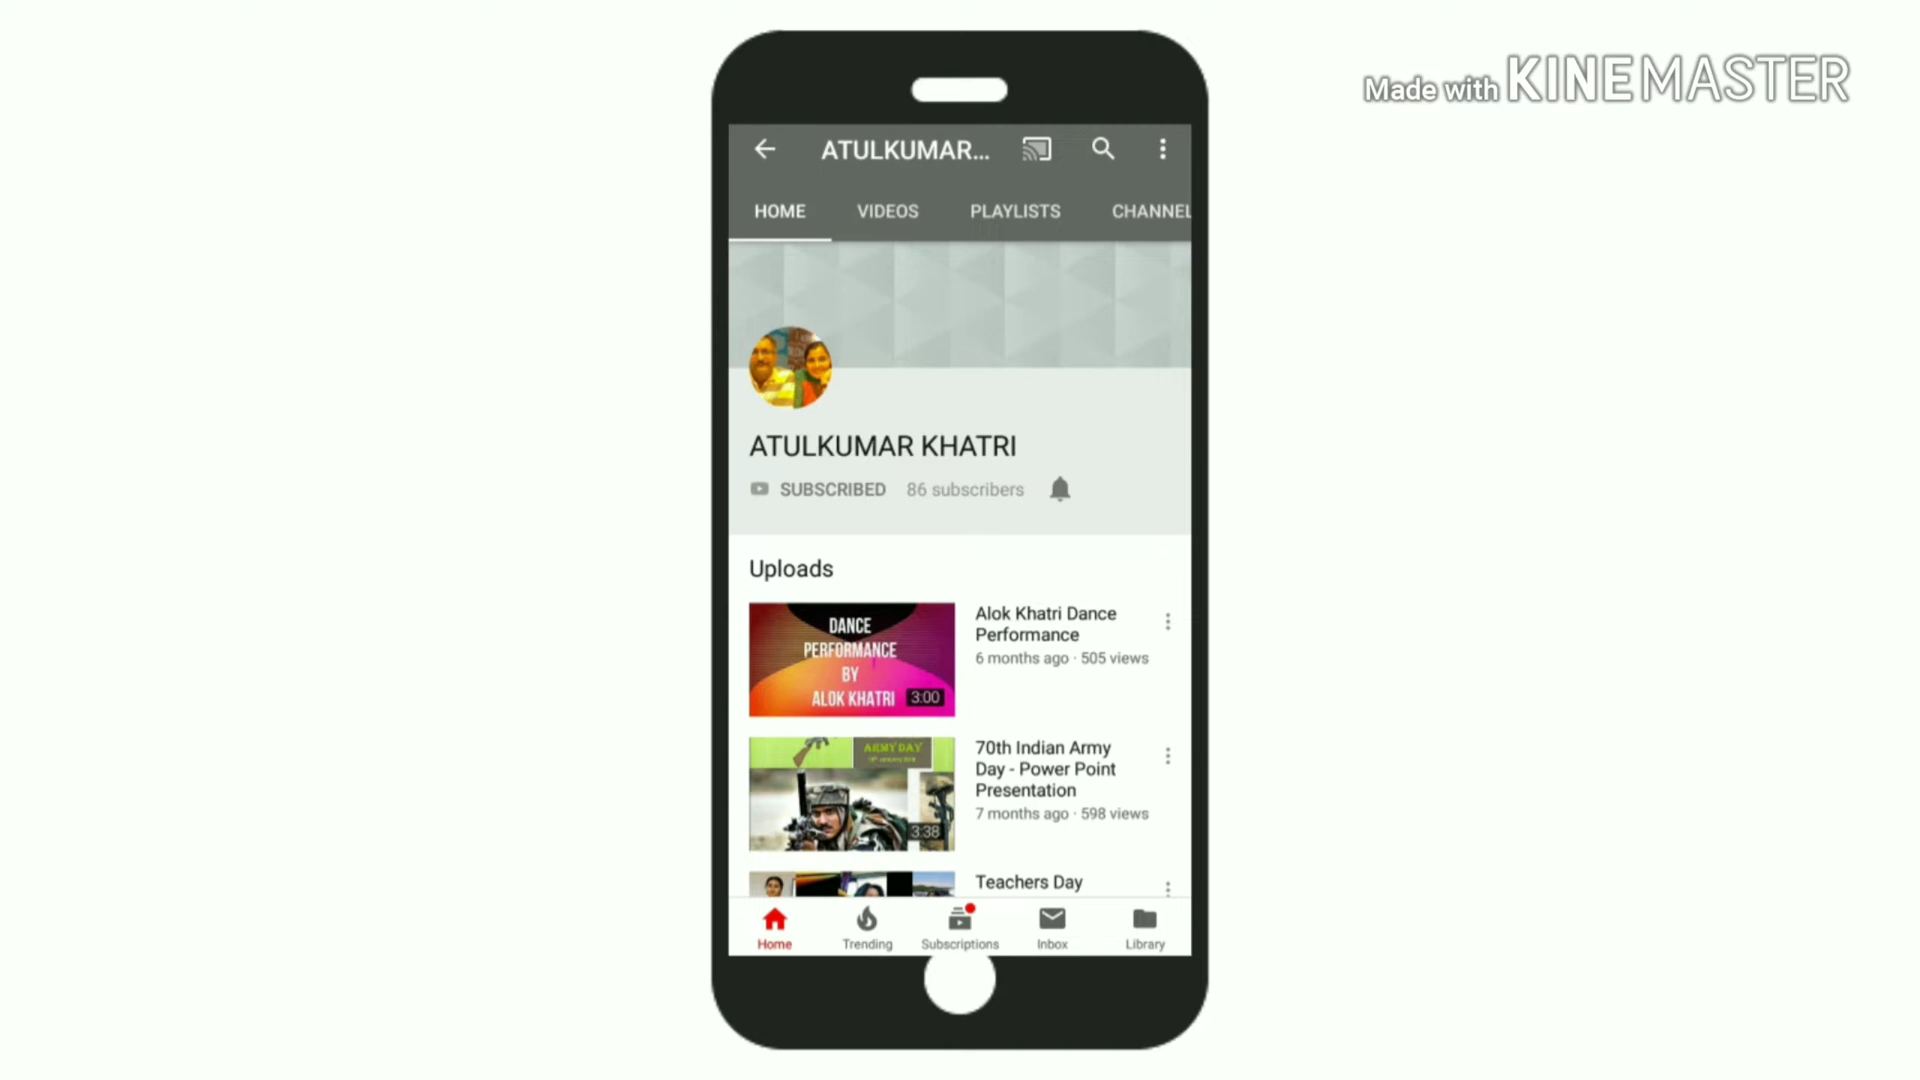 Made with KINEMASTER
ATULKUMAR...
HOME VIDEOS PLAYLISTS CHANNEL
ATULKUMAR KHATRI
SUBSCRIBED 86 subscribers
Uploads
DANCE
PERFORMANCE
BY
ALOK KHATRI 3:00
Alok Khatri Dance
Performance
6 months ago · 505 views
ARMY DAY
3:38
70th Indian Army
Day - Power Point
Presentation
7 months ago · 598 views
Teachers Day
Home Trending Subscriptions Inbox Library